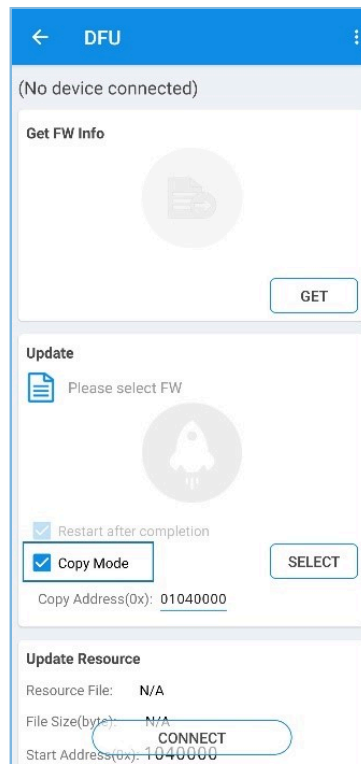 DFU
(No device connected)
Get FW Info
GET
Update
Please select FW
Restart after completion
Copy Mode
SELECT
Copy Address(0x): 01040000
Update Resource
Resource File: N/A
File Size(byte): N/A
CONNECT
Start Address(0x): 1040000